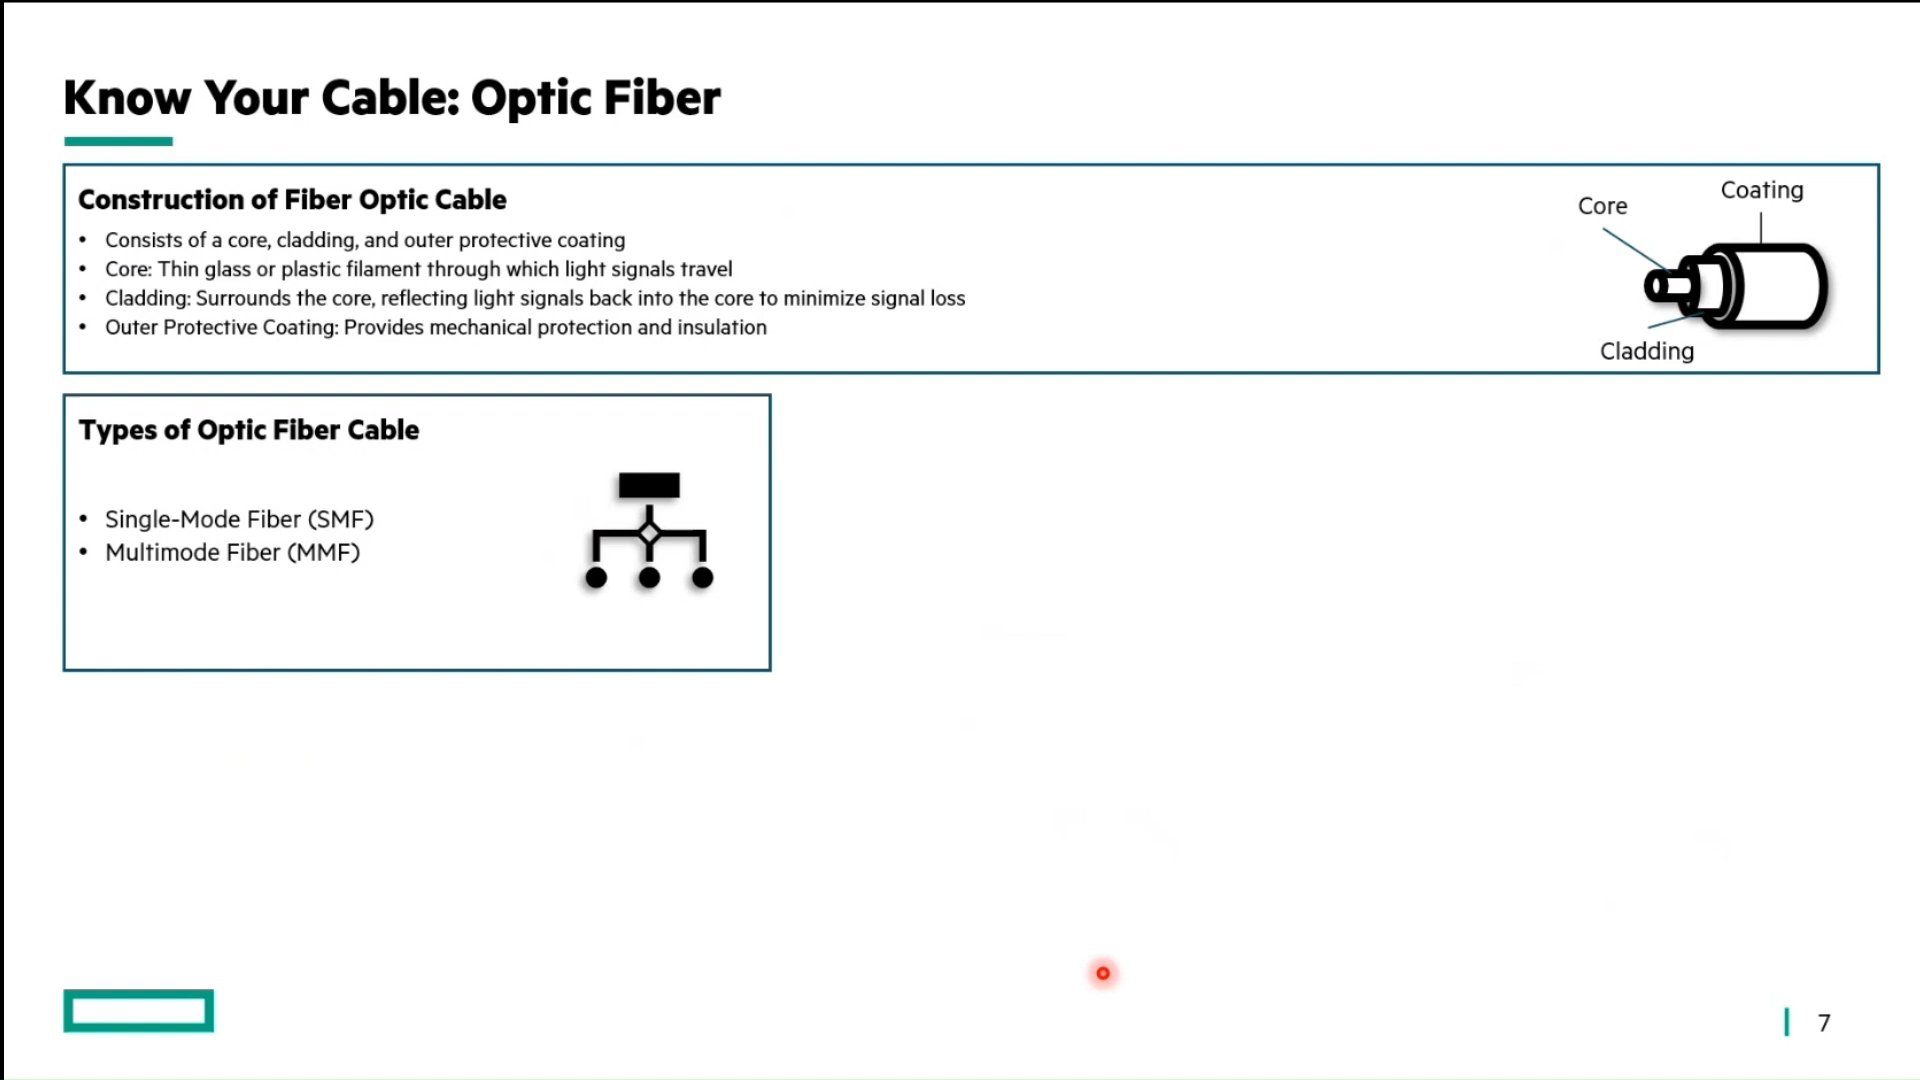 Know Your Cable: Optic Fiber
Construction of Fiber Optic Cable
• Consists of a core, cladding, and outer protective coating
• Core: Thin glass or plastic filament through which light signals travel
• Cladding: Surrounds the core, reflecting light signals back into the core to minimize signal loss
• Outer Protective Coating: Provides mechanical protection and insulation
Core
Coating
Cladding
Types of Optic Fiber Cable
• Single-Mode Fiber (SMF)
• Multimode Fiber (MMF)
7